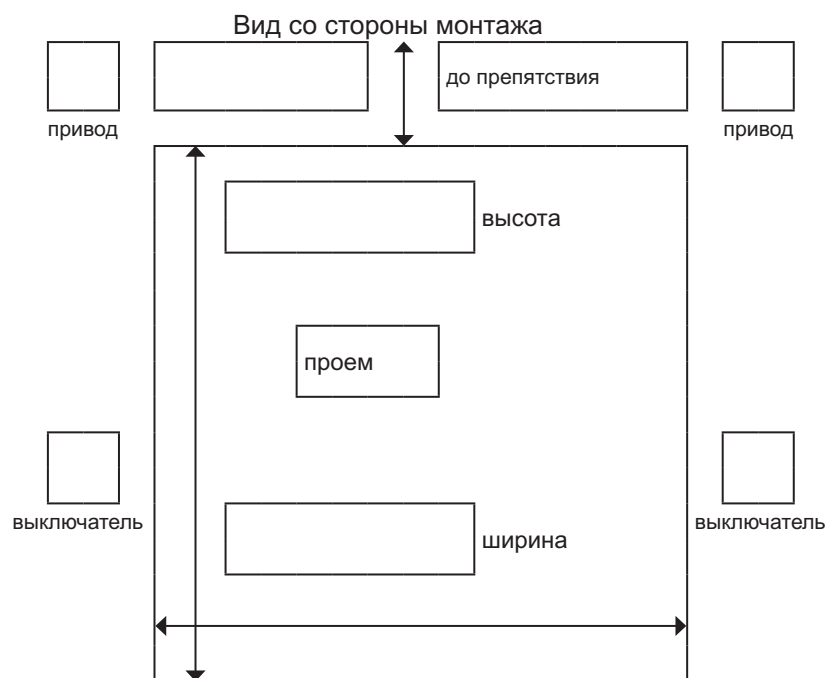 Вид со стороны монтажа
до препятствия
привод
привод
высота
проем
выключатель
выключатель
ширина